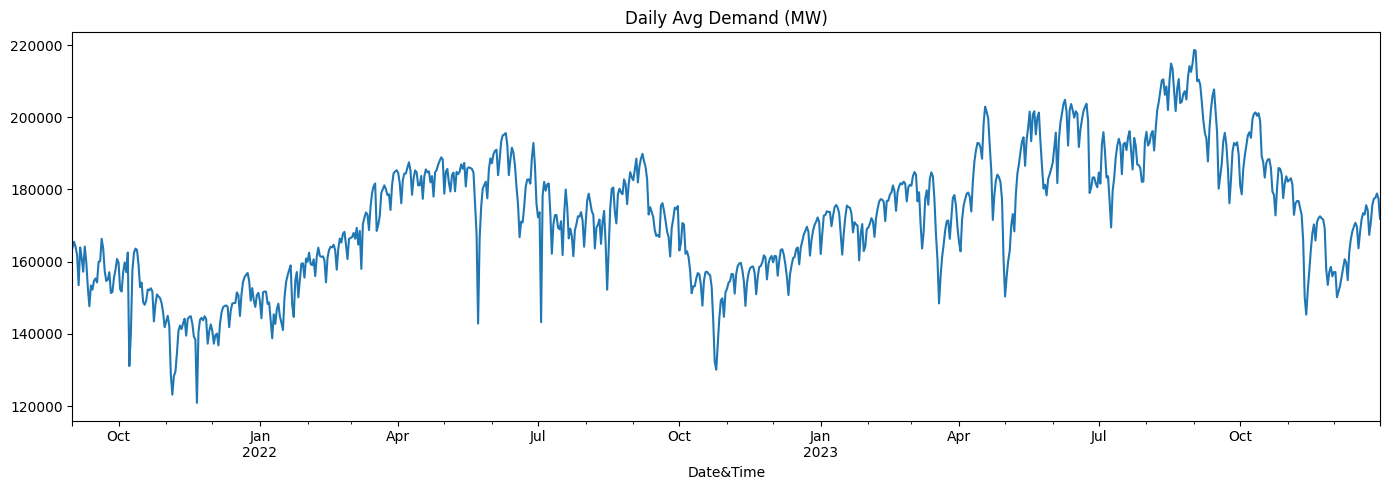 Daily Avg Demand (MW)
220000
200000
180000
160000
140000
120000
Oct Jan Apr Jul Oct Jan Apr Jul Oct
2022 2023
Date&Time